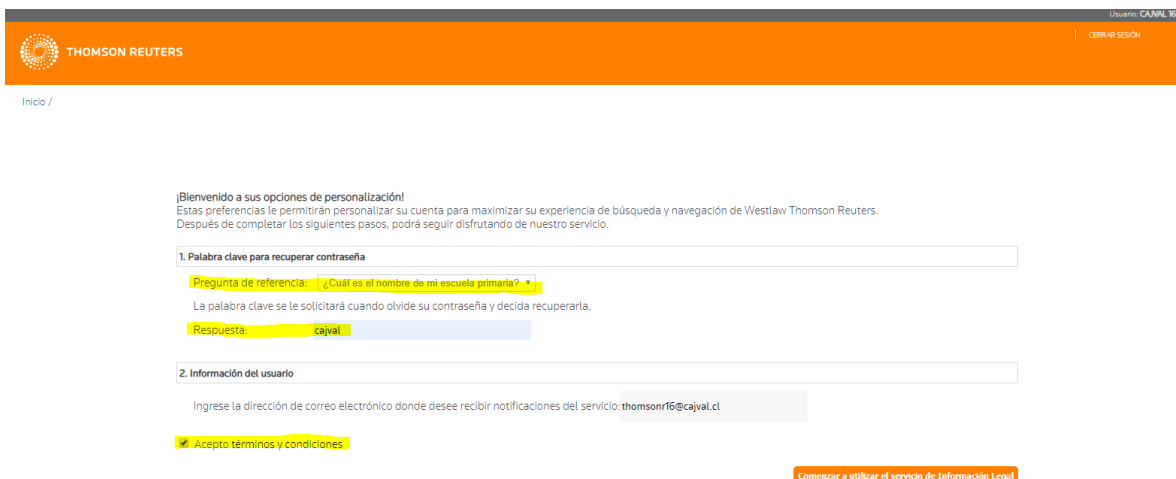 Usuario: CAJVAL 16
CERRAR SESIÓN
THOMSON REUTERS
Inicio /
¡Bienvenido a sus opciones de personalización!
Estas preferencias le permitirán personalizar su cuenta para maximizar su experiencia de búsqueda y navegación de Westlaw Thomson Reuters.
Después de completar los siguientes pasos, podrá seguir disfrutando de nuestro servicio.
1. Palabra clave para recuperar contraseña
Pregunta de referencia: ¿Cuál es el nombre de mi escuela primaria?
La palabra clave se le solicitará cuando olvide su contraseña y decida recuperarla.
Respuesta: cajval
2. Información del usuario
Ingrese la dirección de correo electrónico donde desee recibir notificaciones del servicio: thomsonr16@cajval.cl
Acepto términos y condiciones
Comenzar a utilizar el servicio de Información Legal